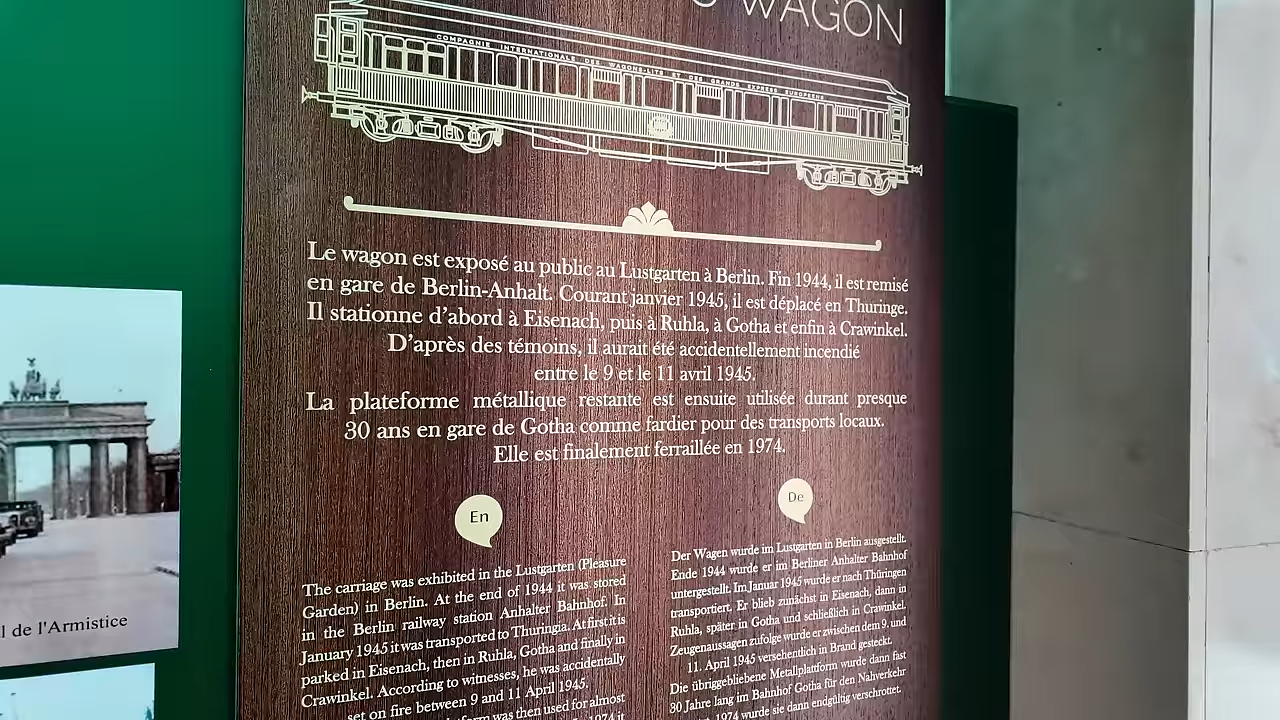 WAGON
COMPAGNIE INTERNATIONALE DES WAGONS-LITS ET DES GRANDS EXPRESS EUROPEENS
Le wagon est exposé au public au Lustgarten à Berlin. Fin 1944, il est remisé
en gare de Berlin-Anhalt. Courant janvier 1945, il est déplacé en Thuringe.
Il stationne d’abord à Eisenach, puis à Ruhla, à Gotha et enfin à Crawinkel.
D’après des témoins, il aurait été accidentellement incendié
entre le 9 et le 11 avril 1945.
La plateforme métallique restante est ensuite utilisée durant presque
30 ans en gare de Gotha comme fardier pour des transports locaux.
Elle est finalement ferraillée en 1974.
En
The carriage was exhibited in the Lustgarten (Pleasure
Garden) in Berlin. At the end of 1944 it was stored
in the Berlin railway station Anhalter Bahnhof. In
January 1945 it was transported to Thuringa. At first it is
parked in Eisenach, then in Ruhla, Gotha and finally in
Crawinkel. According to witnesses, he was accidentally
set on fire between 9 and 11 April 1945.
was then used for almost
1974 it
De
Der Wagen wurde im Lustgarten in Berlin ausgestellt.
Ende 1944 wurde er im Berliner Anhalter Bahnhof
untergestellt. Im Januar 1945 wurde er nach Thüringen
transportiert. Er blieb zunächst in Eisenach, dann in
Ruhla, später in Gotha und schließlich in Crawinkel.
Zeugenaussagen zufolge wurde er zwischen dem 9. und
11. April 1945 versehentlich in Brand gesteckt.
Die übriggebliebene Metallplattform wurde dann fast
30 Jahre lang im Bahnhof Gotha für den Nahverkehr
1974 wurde sie dann endgültig verschrottet.
de l'Armistice